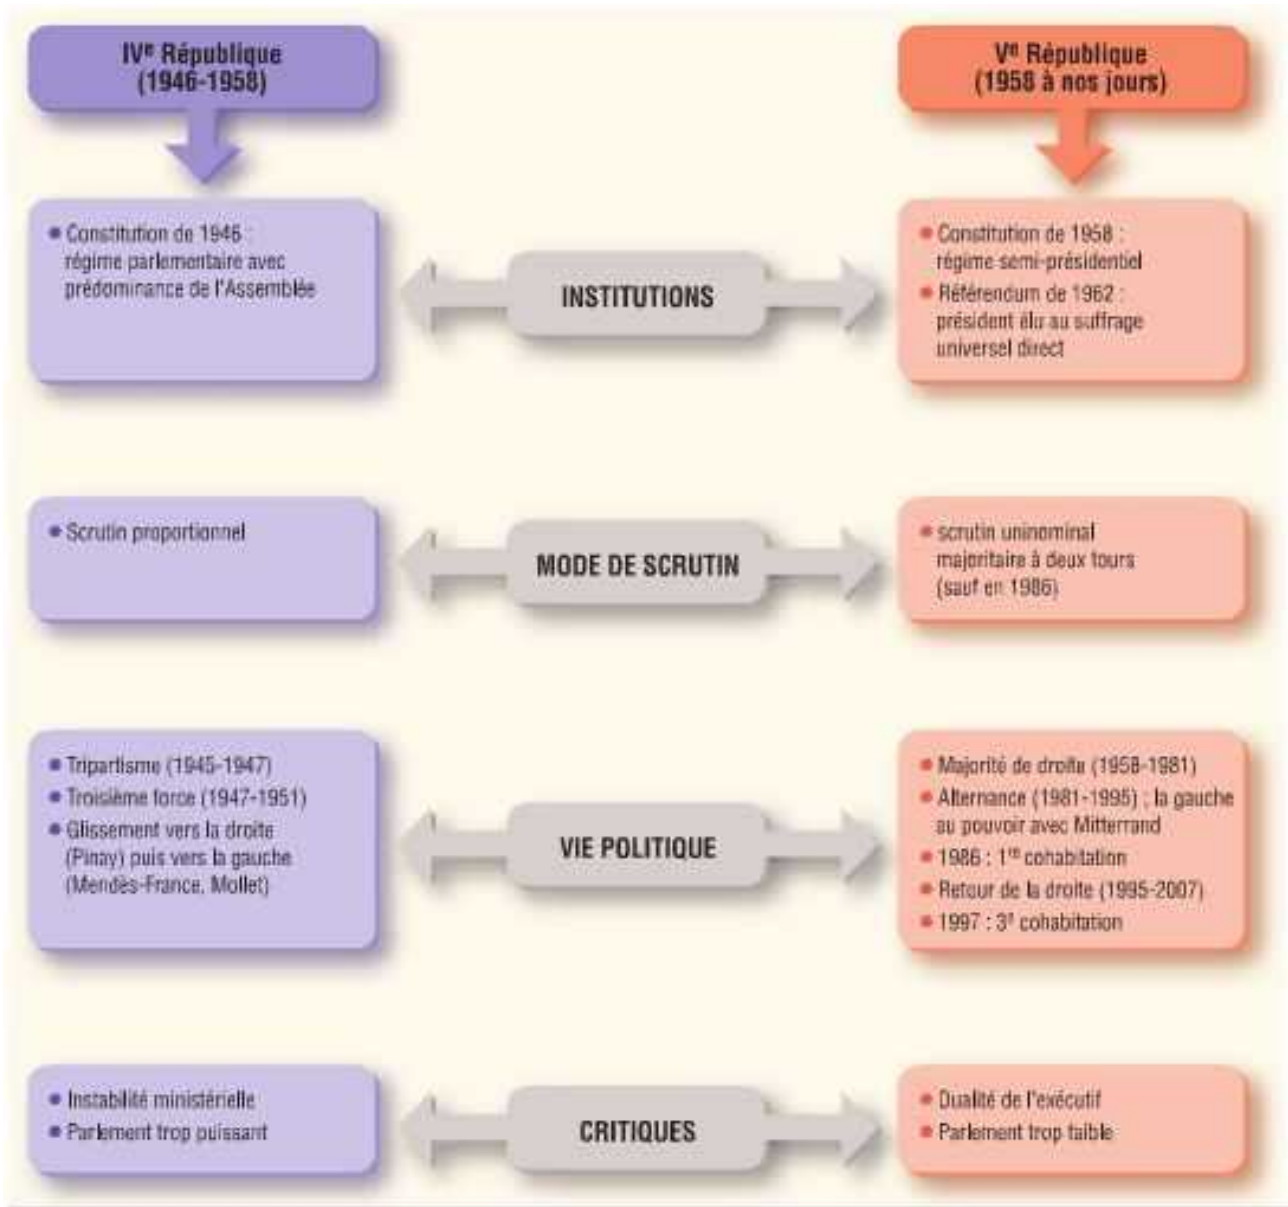 IVe République
(1946-1958)
Ve République
(1958 à nos jours)
• Constitution de 1946 :
régime parlementaire avec
prédominance de l'Assemblée
INSTITUTIONS
• Constitution de 1958 :
régime semi-présidentiel
• Référendum de 1962 :
président élu au suffrage
universel direct
• Scrutin proportionnel
MODE DE SCRUTIN
• scrutin uninominal
majoritaire à deux tours
(sauf en 1986)
• Tripartisme (1945-1947)
• Troisième force (1947-1951)
• Glissement vers la droite
(Pinay) puis vers la gauche
(Mendès-France, Mollet)
VIE POLITIQUE
• Majorité de droite (1958-1981)
• Alternance (1981-1995) : la gauche
au pouvoir avec Mitterrand
• 1986 : 1re cohabitation
• Retour de la droite (1995-2007)
• 1997 : 3e cohabitation
• Instabilité ministérielle
• Parlement trop puissant
CRITIQUES
• Dualité de l'exécutif
• Parlement trop faible